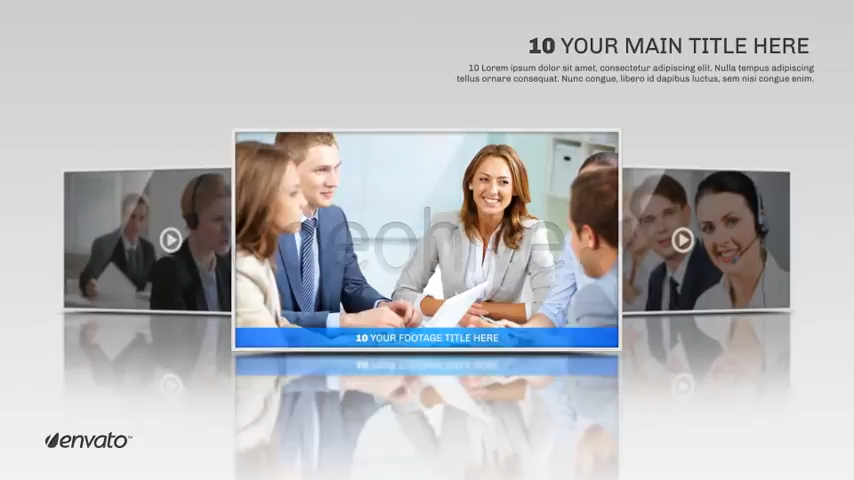 10 YOUR MAIN TITLE HERE
10 Lorem ipsum dolor sit amet, consectetur adipiscing elit. Nulla tempus adipiscing
tellus ornare consequat. Nunc congue, libero id dapibus luctus, sem nisi congue enim.
10 YOUR FOOTAGE TITLE HERE
envato™